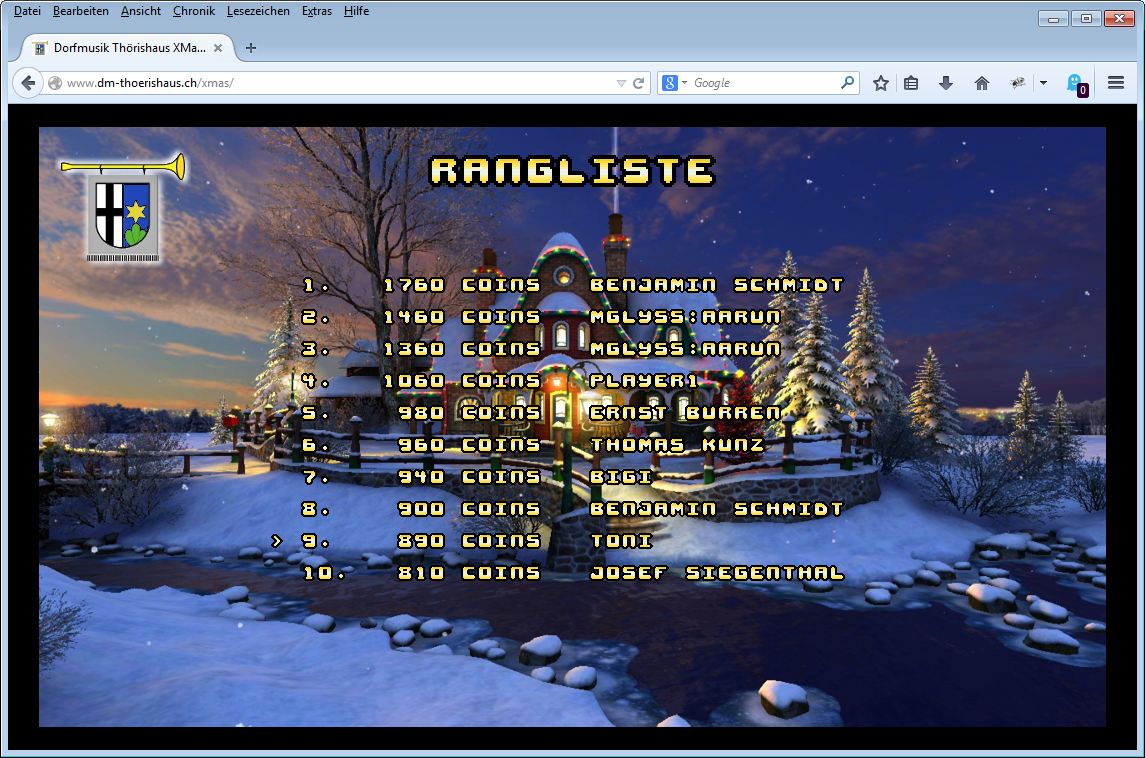 Datei Bearbeiten Ansicht Chronik Lesezeichen Extras Hilfe
Dorfmusik Thörishaus XMa...
www.dm-thoerishaus.ch/xmas/
8 Google
0
RANGLISTE
1. 1760 COINS BENJAMIN SCHMIDT
2. 1460 COINS MGLYSS:AARUN
3. 1360 COINS MGLYSS:AARUN
4. 1060 COINS PLAYER1
5. 980 COINS ERNST BURREN
6. 960 COINS THOMAS KUNZ
7. 940 COINS BIGI
8. 900 COINS BENJAMIN SCHMIDT
> 9. 890 COINS TONI
10. 810 COINS JOSEF SIEGENTHAL